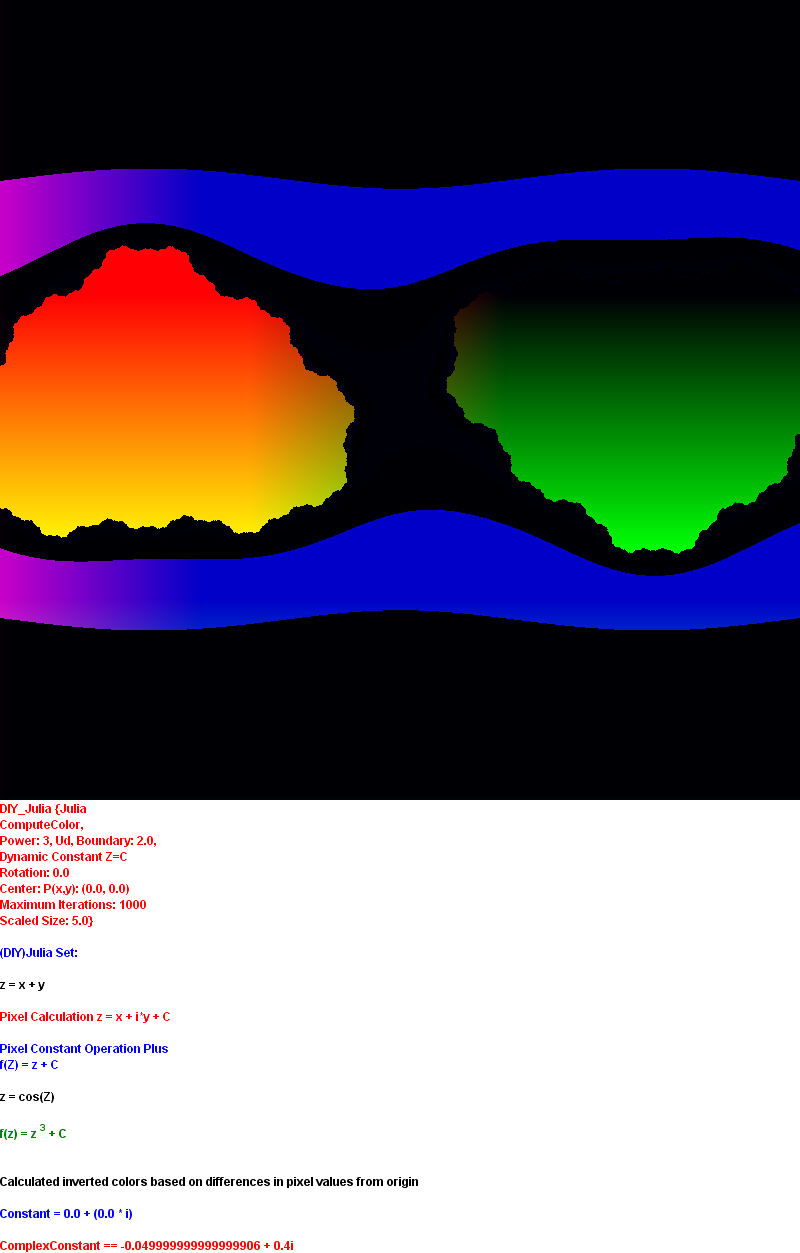 DIY_Julia {Julia
ComputeColor,
Power: 3, Ud, Boundary: 2.0,
Dynamic Constant Z=C
Rotation: 0.0
Center: P(x,y): (0.0, 0.0)
Maximum Iterations: 1000
Scaled Size: 5.0}
(DIY)Julia Set:
z = x + y
Pixel Calculation z = x + i*y + C
Pixel Constant Operation Plus
f(Z) = z + C
z = cos(Z)
f(z) = z ³ + C
Calculated inverted colors based on differences in pixel values from origin
Constant = 0.0 + (0.0 * i)
ComplexConstant == -0.049999999999999906 + 0.4i